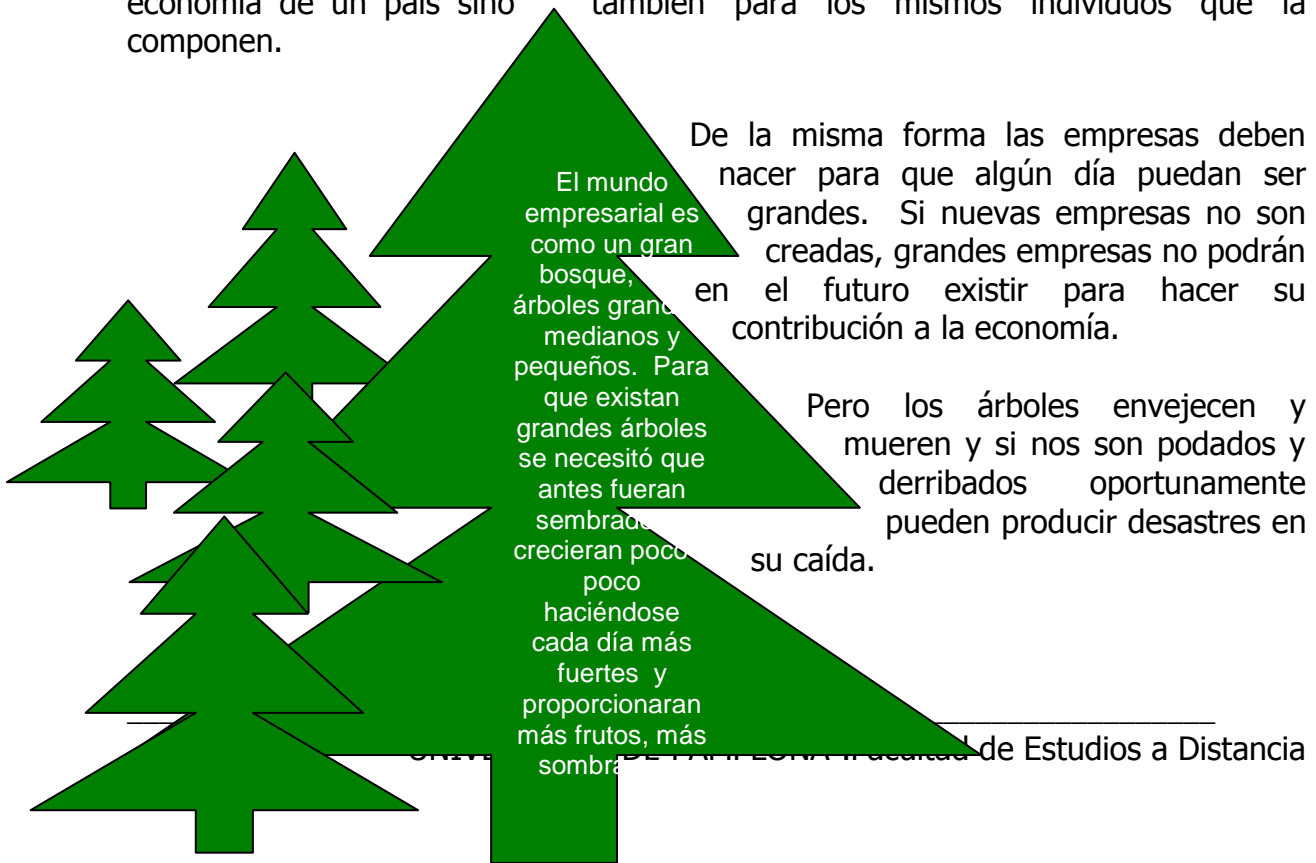 economía de un país sino también para los mismos individuos que la
componen.
El mundo
empresarial es
como un gran
bosque,
árboles
medianos y
pequeños. Para
que existan
grandes árboles
se necesitó que
antes fueran
crecieran poco
poco
haciéndose
cada día más
fuertes y
proporcionaran
más frutos, más
De la misma forma las empresas deben
nacer para que algún día puedan ser
grandes. Si nuevas empresas no son
creadas, grandes empresas no podrán
en el futuro existir para hacer su
contribución a la economía.
Pero los árboles envejecen y
mueren y si nos son podados y
derribados oportunamente
pueden producir desastres en
su caída.
DE PAMPLONA Facultad de Estudios a Distancia